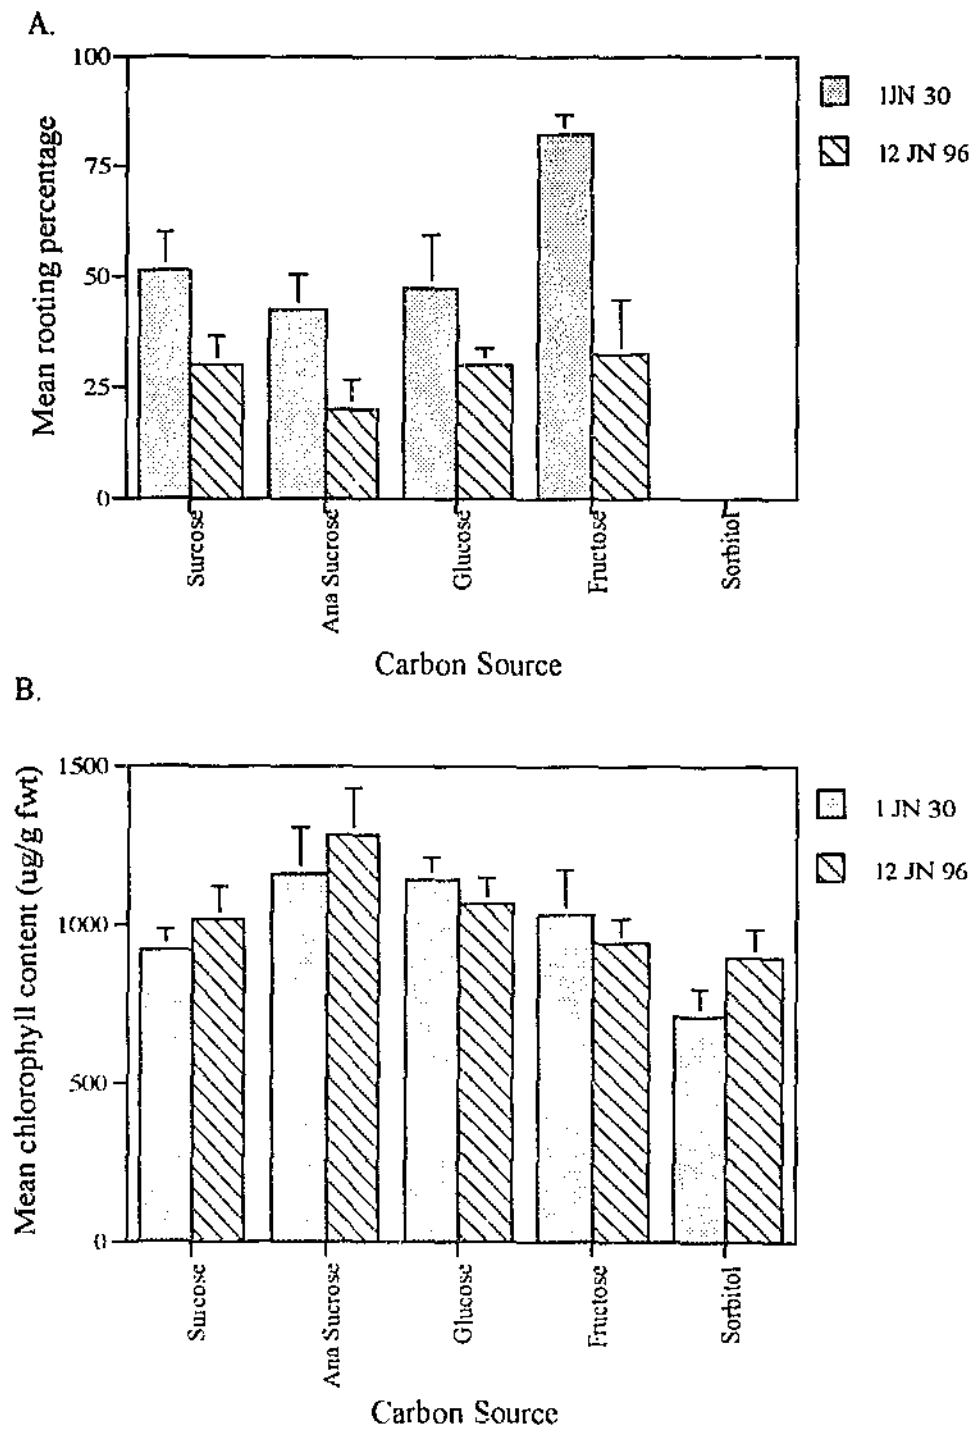 A.
100
75
50
25
0
Mean rooting percentage
1JN 30
12 JN 96
Surcose
Ana Sucrose
Glucose
Fructose
Sorbitol
Carbon Source
B.
1500
1000
500
0
Mean chlorophyll content (ug/g fwt)
1 JN 30
12 JN 96
Surcose
Ana Sucrose
Glucose
Fructose
Sorbitol
Carbon Source